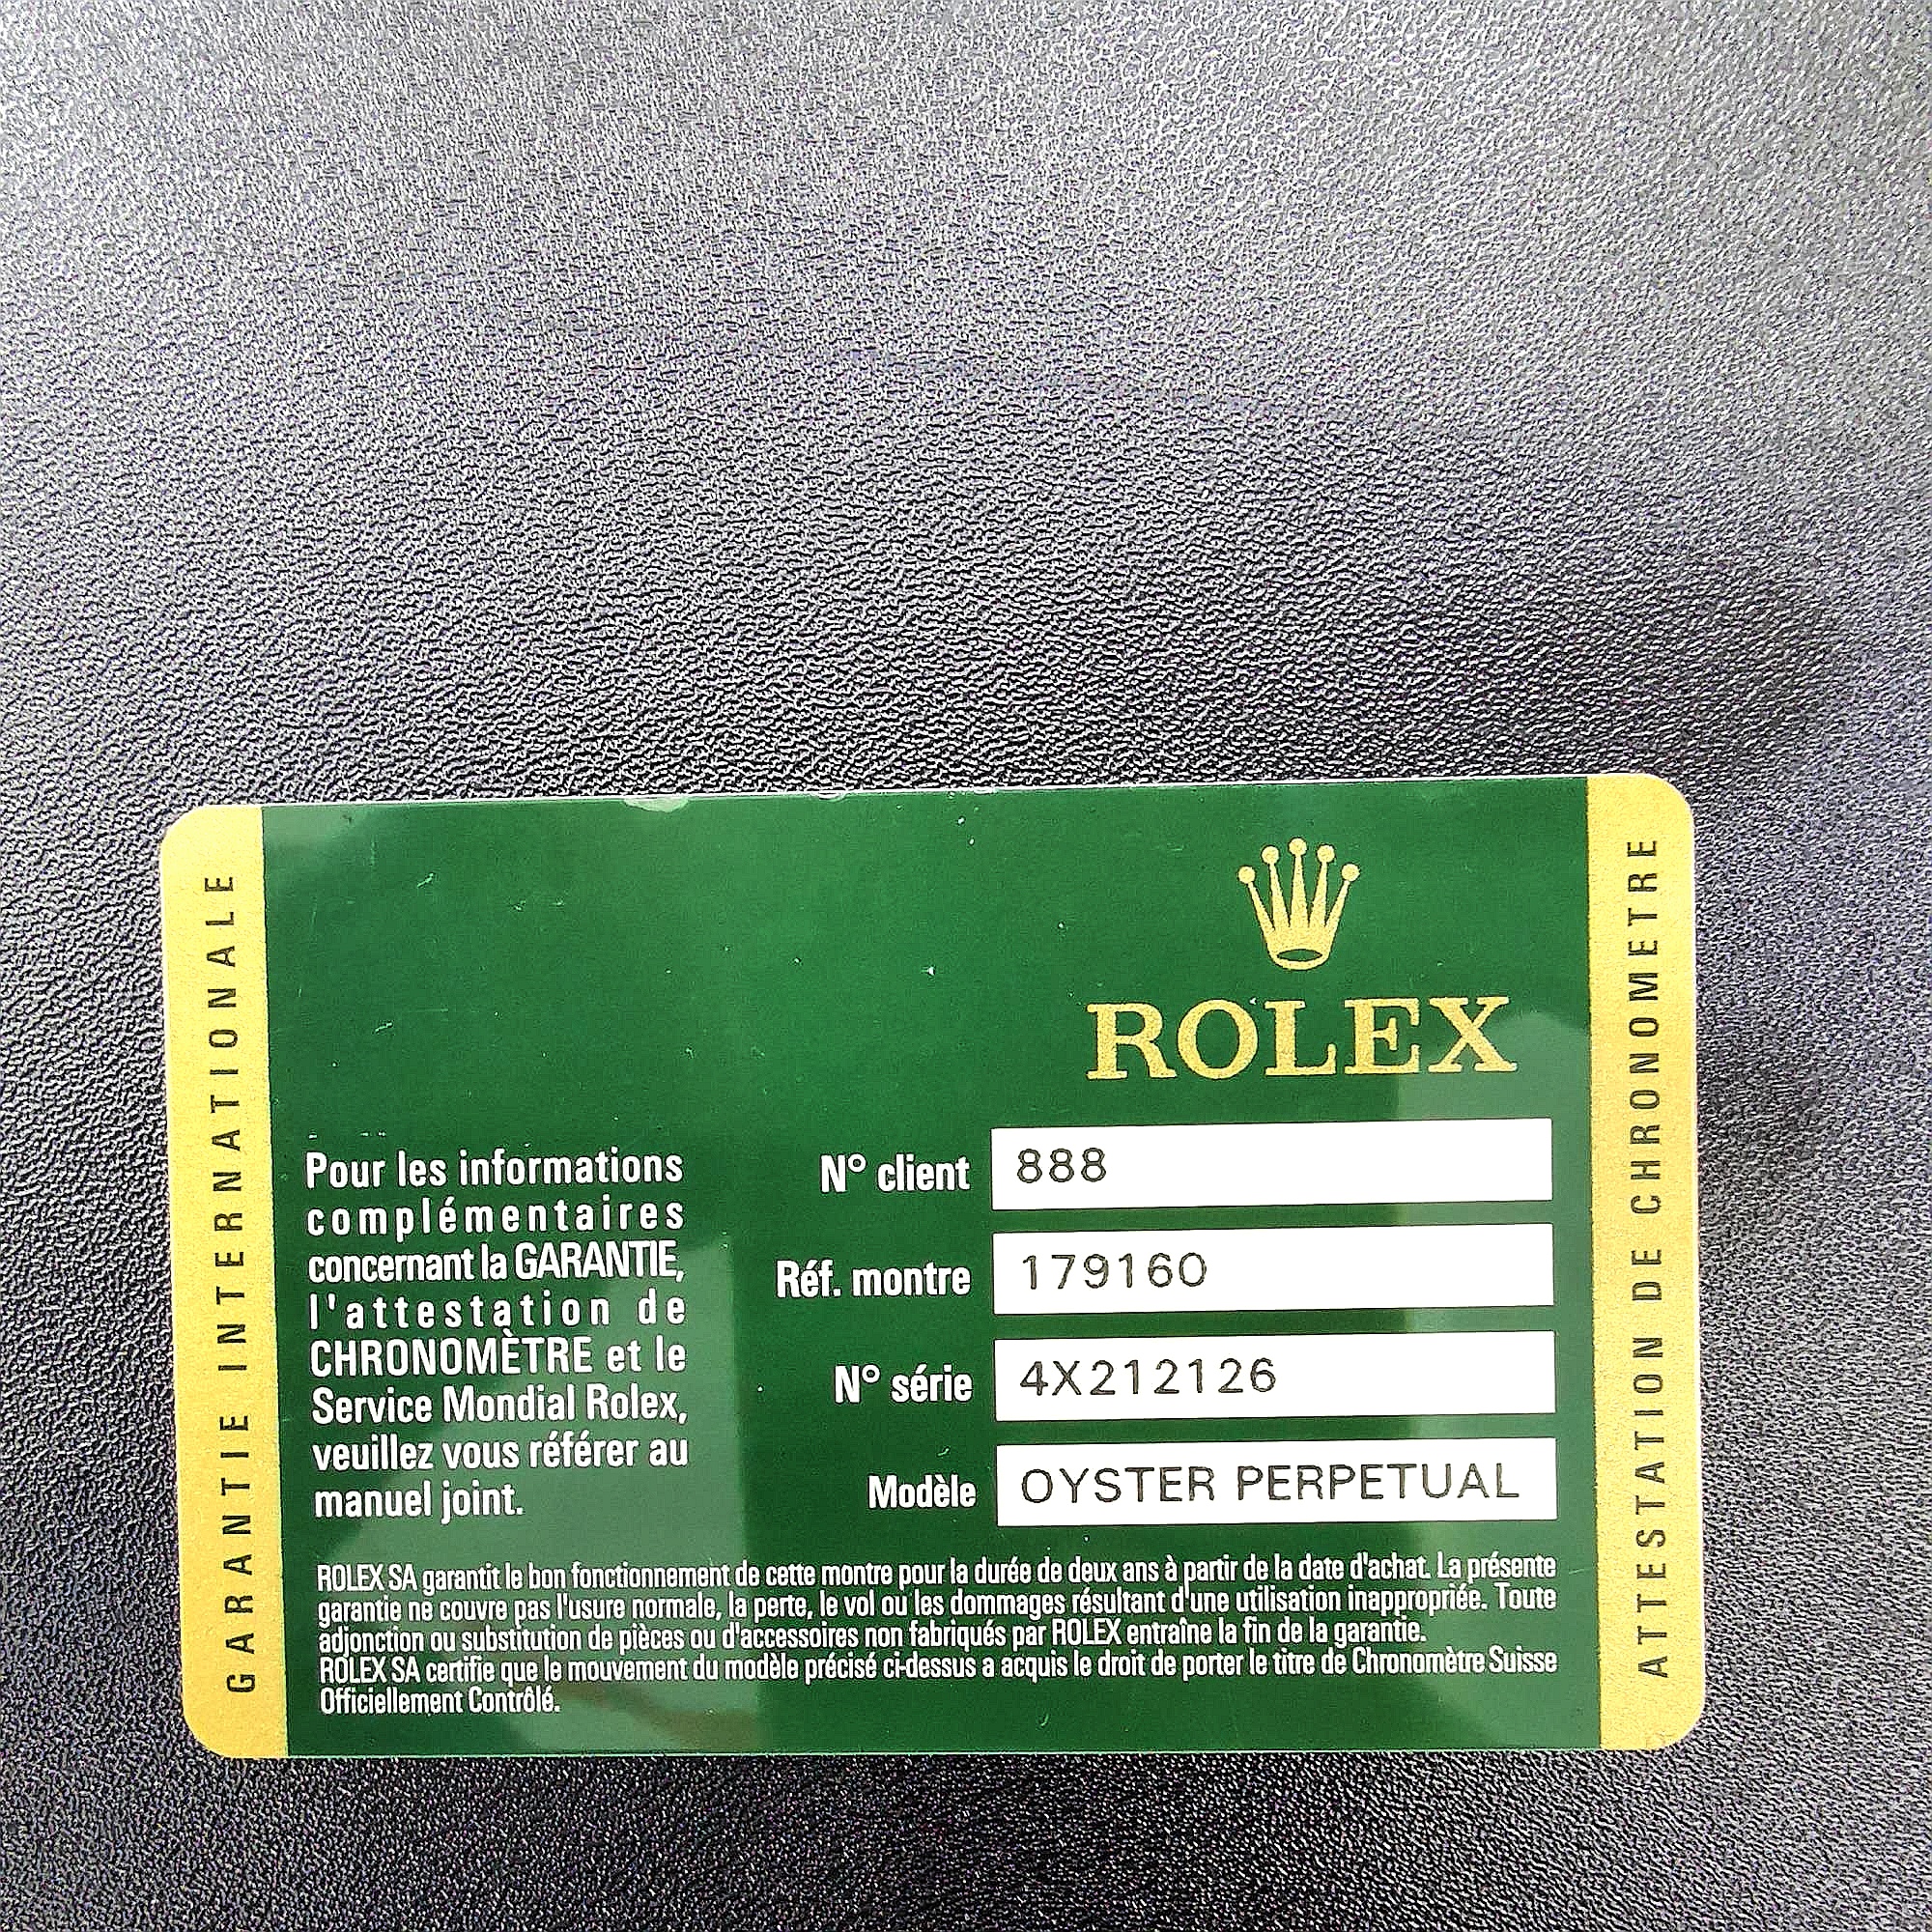 GARANTIE INTERNATIONALE
ROLEX
Pour les informations
complémentaires
concernant la GARANTIE,
l'attestation de
CHRONOMÈTRE et le
Service Mondial Rolex,
veuillez vous référer au
manuel joint.
N° client 888
Réf. montre 179160
N° série 4X212126
Modèle OYSTER PERPETUAL
ROLEX SA garantit le bon fonctionnement de cette montre pour la durée de deux ans à partir de la date d'achat. La présente
garantie ne couvre pas l'usure normale, la perte, le vol ou les dommages résultant d'une utilisation inappropriée. Toute
adjonction ou substitution de pièces ou d'accessoires non fabriqués par ROLEX entraîne la fin de la garantie.
ROLEX SA certifie que le mouvement du modèle précisé ci-dessus a acquis le droit de porter le titre de Chronomètre Suisse
Officiellement Contrôlé.
ATTESTATION DE CHRONOMETRE